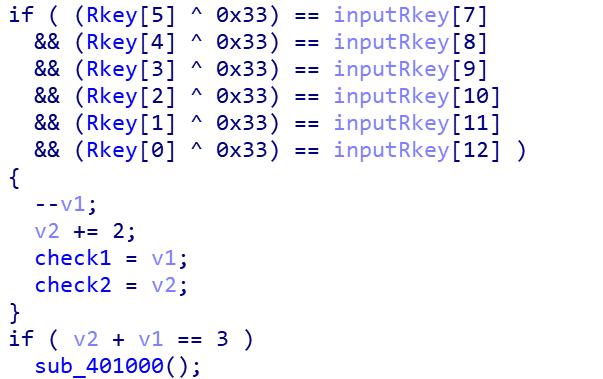 if ( (Rkey[5] ^ 0x33) == inputRkey[7]
  && (Rkey[4] ^ 0x33) == inputRkey[8]
  && (Rkey[3] ^ 0x33) == inputRkey[9]
  && (Rkey[2] ^ 0x33) == inputRkey[10]
  && (Rkey[1] ^ 0x33) == inputRkey[11]
  && (Rkey[0] ^ 0x33) == inputRkey[12] )
{
  --v1;
  v2 += 2;
  check1 = v1;
  check2 = v2;
}
if ( v2 + v1 == 3 )
  sub_401000();